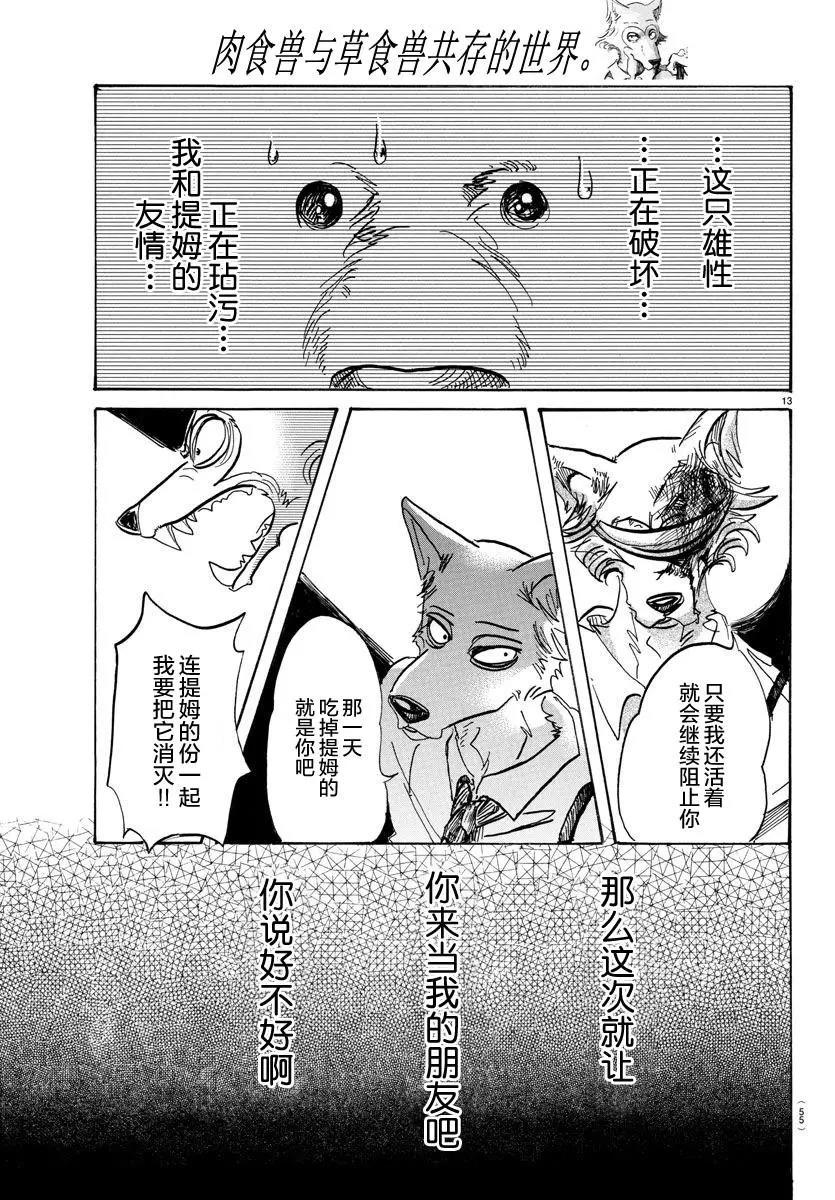 肉食兽与草食兽共存的世界。
…这只雄性
…正在破坏…
正在玷污…
我和提姆的
友情…
13
只要我还活着
就会继续阻止你
那一天
吃掉提姆的
就是你吧
连提姆的份一起
我要把它消灭!!
那么这次就让
你来当我的朋友吧
你说好不好啊
(55)